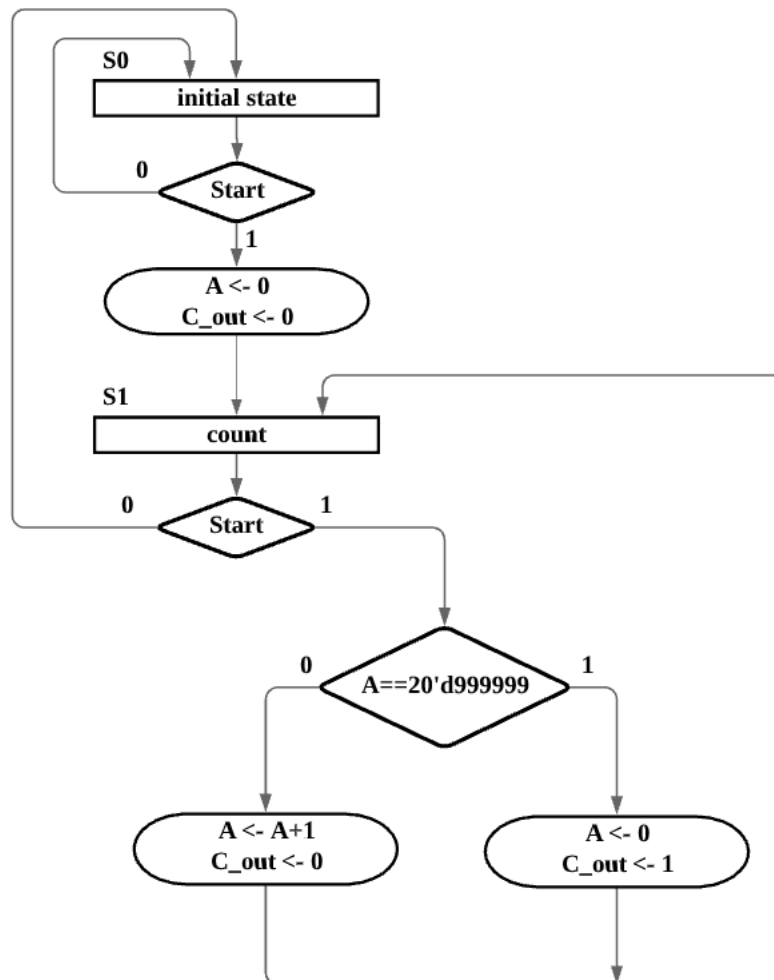 S0
initial state
0
Start
1
A <- 0
C_out <- 0
S1
count
0
Start
1
0
A==20'd999999
1
A <- A+1
C_out <- 0
A <- 0
C_out <- 1